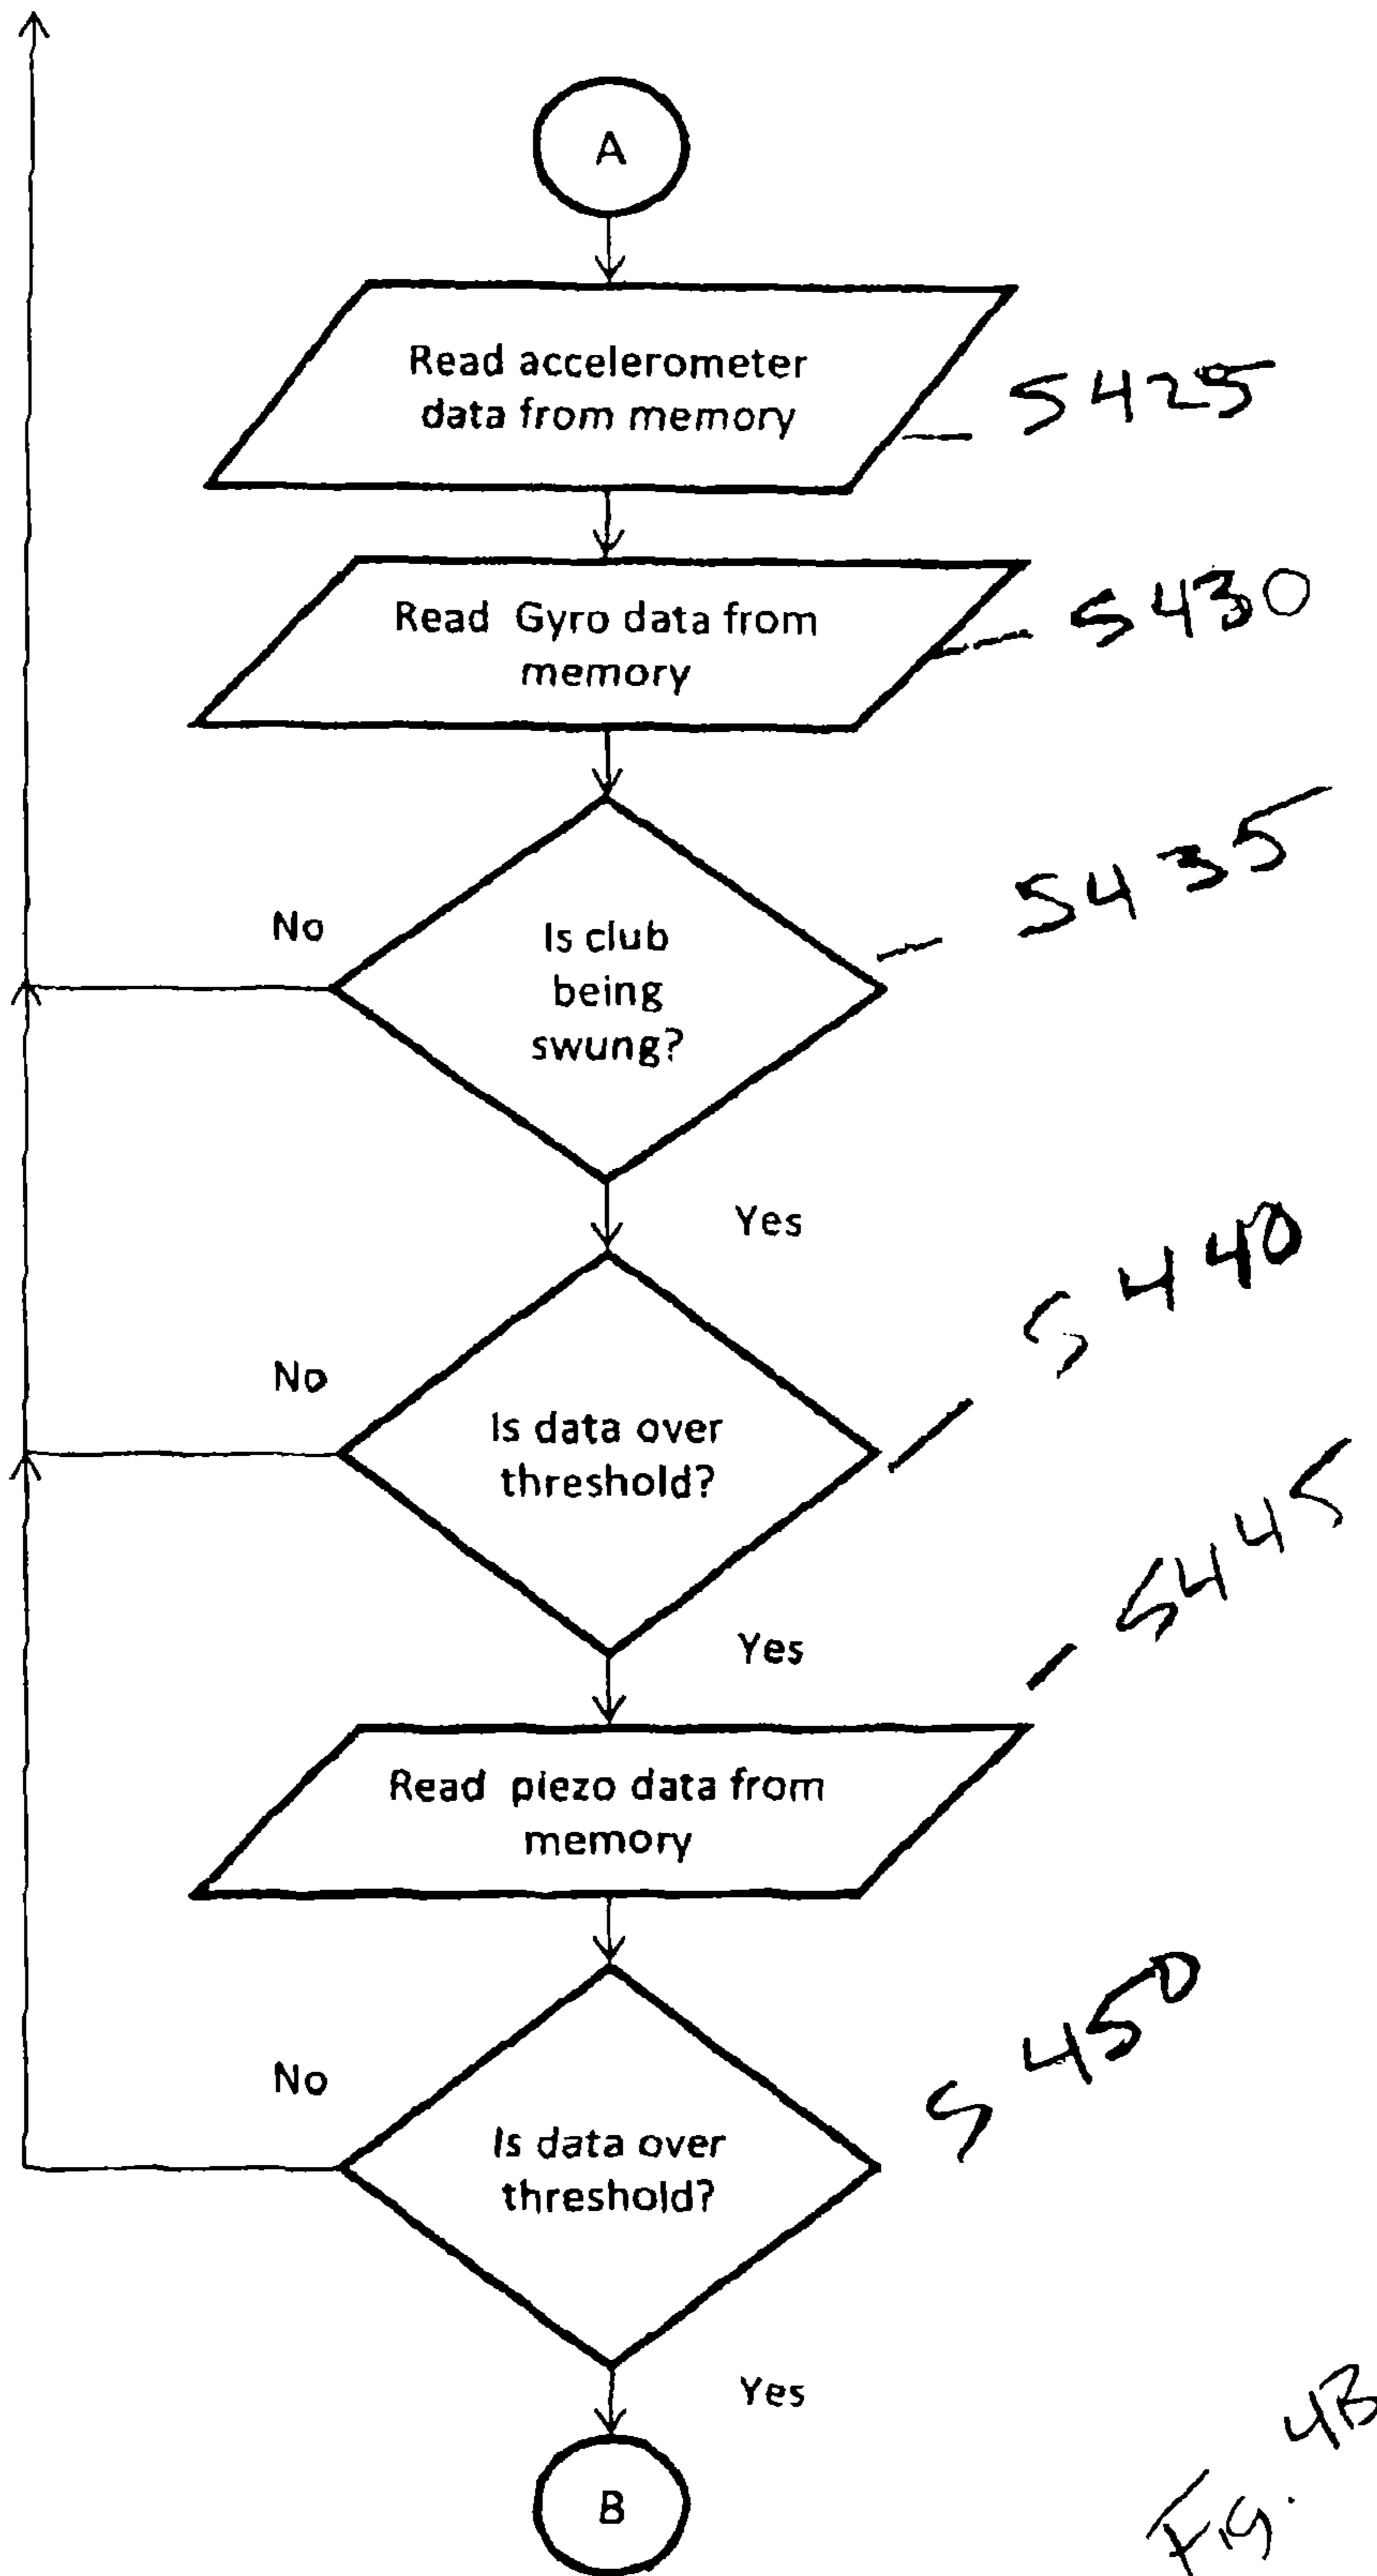 A
Read accelerometer
data from memory
S425
Read Gyro data from
memory
S430
No
Is club
being
swung?
S435
Yes
No
Is data over
threshold?
S440
Yes
Read piezo data from
memory
S445
No
Is data over
threshold?
S450
Yes
B
Fig. 4B